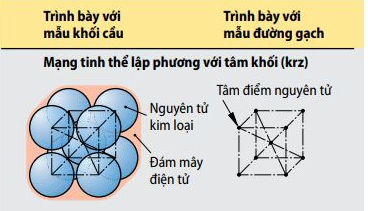 Trình bày với
mẫu khối cầu
Trình bày với
mẫu đường gạch
Mạng tinh thể lập phương với tâm khối (krz)
Nguyên tử
kim loại
Đám mây
điện tử
Tâm điểm nguyên tử